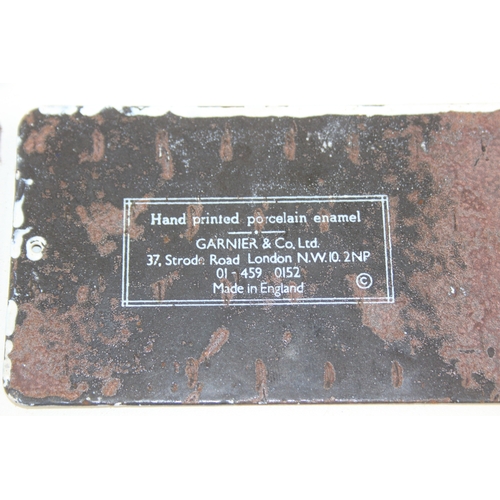 Hand printed porcelain enamel
GARNIER & Co, Ltd.
37, Strode Road London N.W.10. 2NP
01-459 0152
Made in England ©